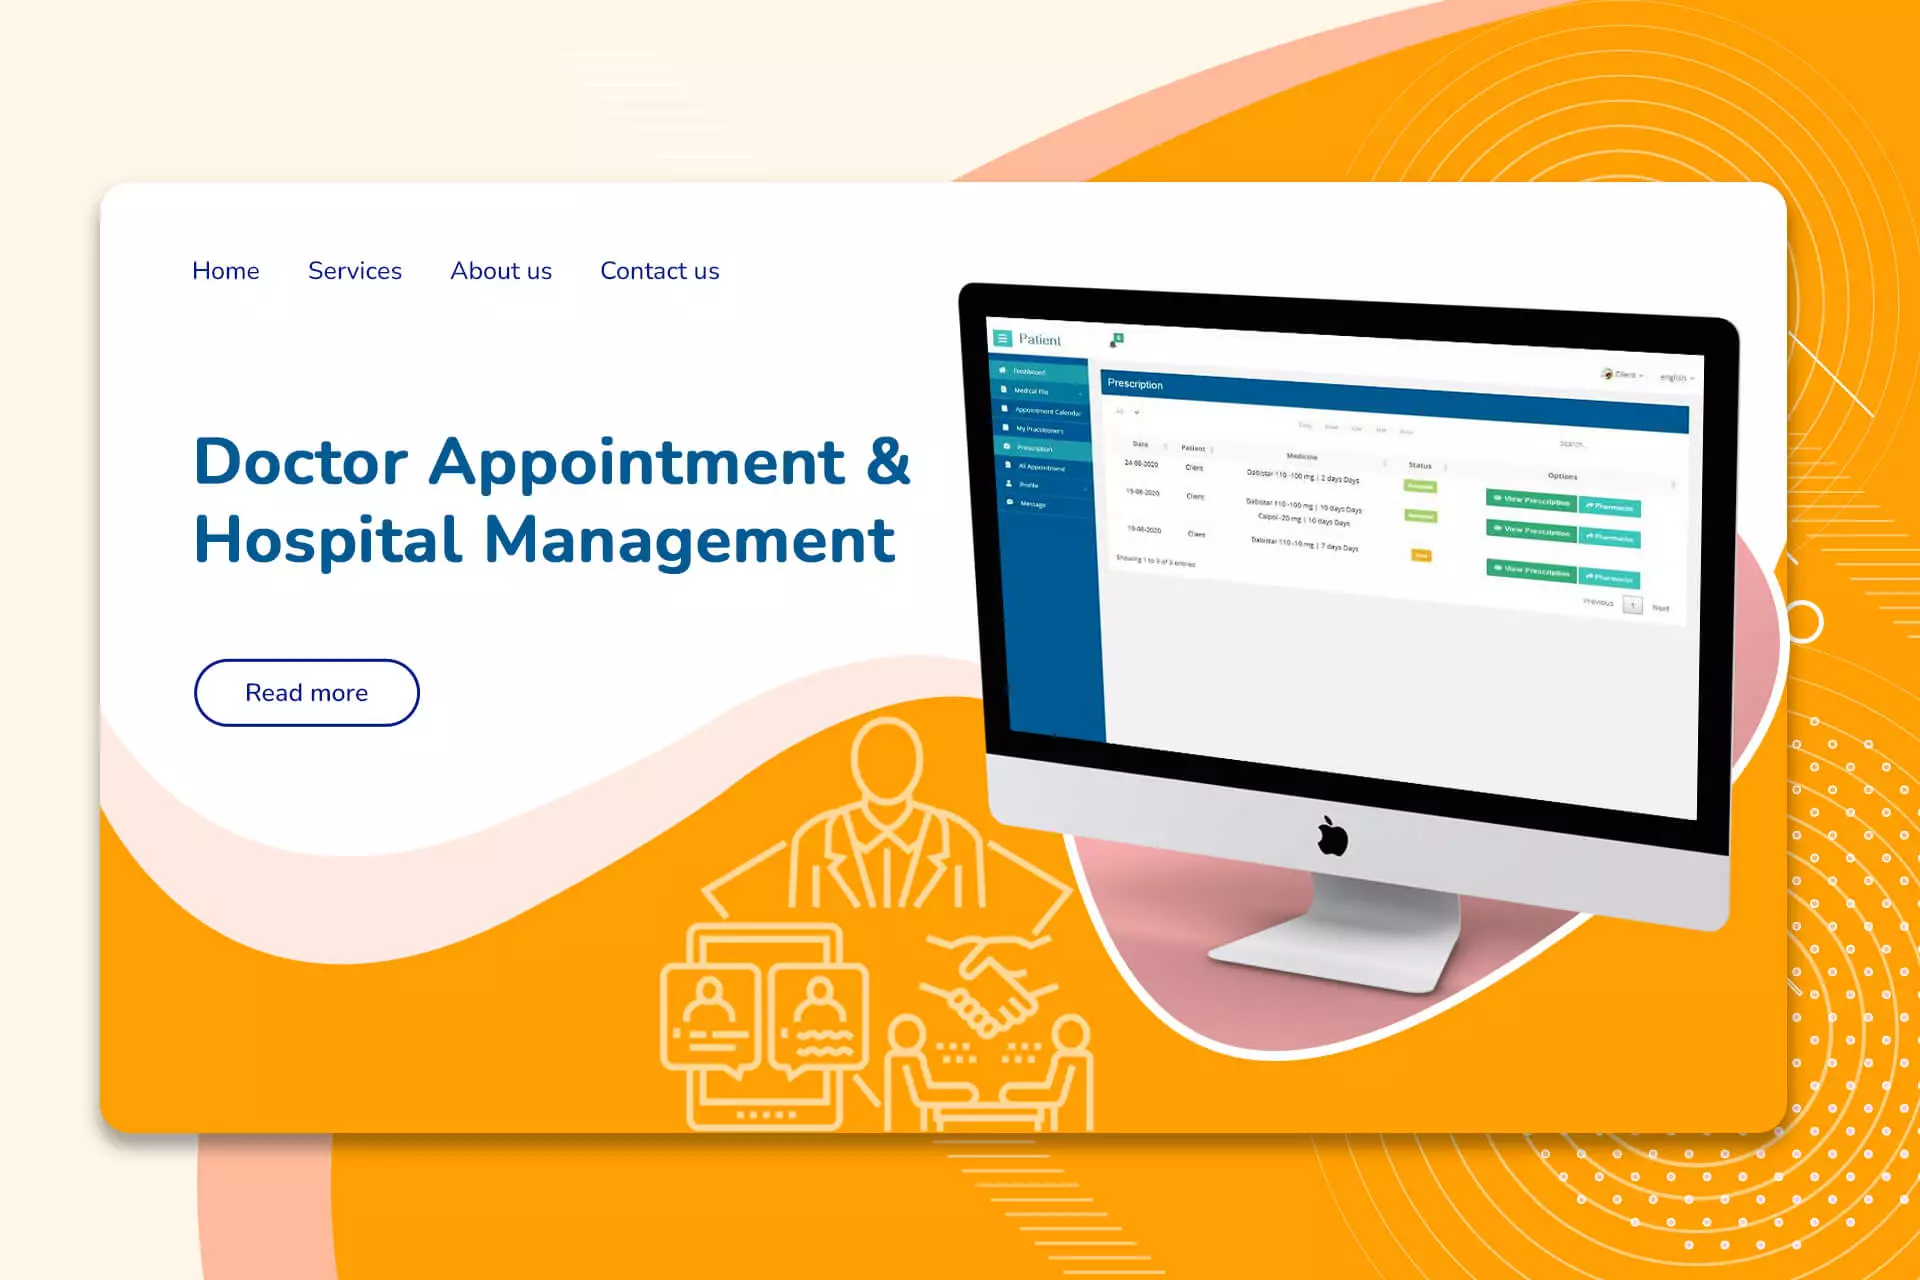 Home Services About us Contact us
Doctor Appointment &
Hospital Management
Read more
Patient
Client
english
Dashboard
Medical File
Appointment Calendar
My Practitioners
Prescription
All Appointment
Profile
Message
Prescription
All
Search...
Date Patient Medicine Status Options
24-06-2020 Client Dabistar 110 -100 mg | 2 days Days View Prescription Pharmacist
19-06-2020 Client Dabistar 110 -100 mg | 10 days Days View Prescription Pharmacist
Calpol -20 mg | 10 days Days
19-06-2020 Client Dabistar 110 -10 mg | 7 days Days View Prescription Pharmacist
Showing 1 to 3 of 3 entries
Previous 1 Next